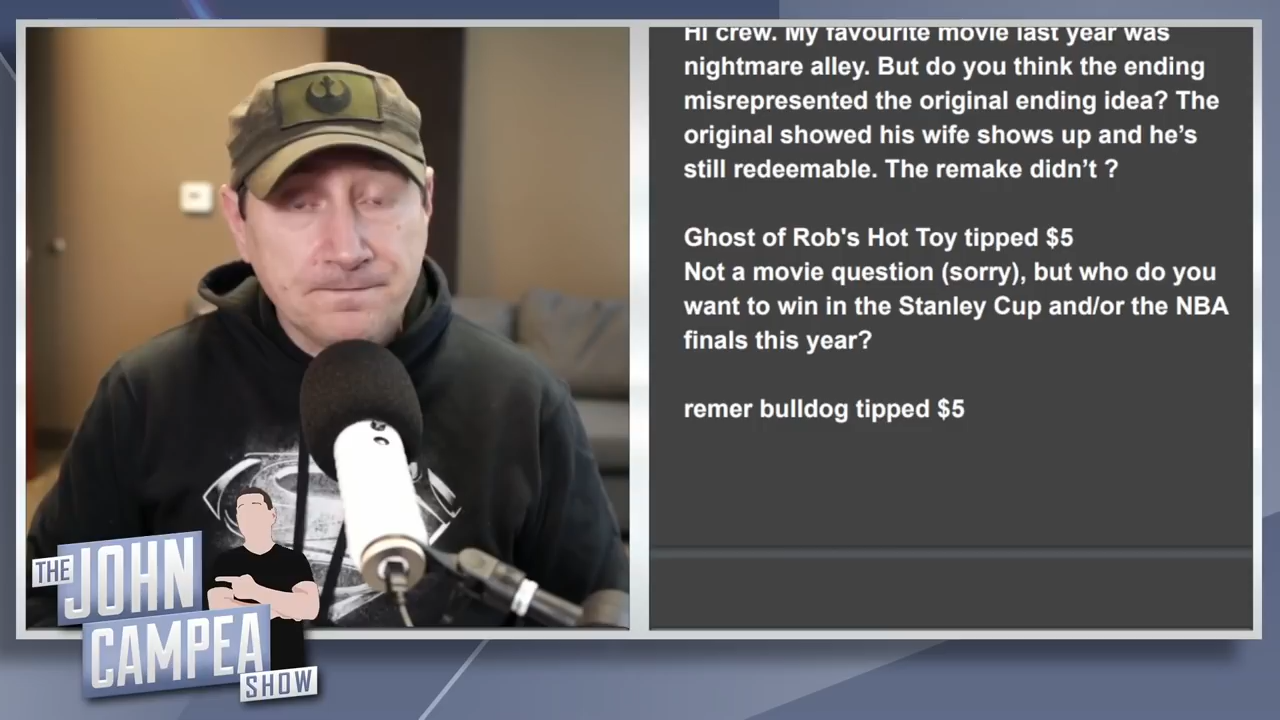 Hi crew. My favourite movie last year was
nightmare alley. But do you think the ending
misrepresented the original ending idea? The
original showed his wife shows up and he’s
still redeemable. The remake didn’t ?
Ghost of Rob's Hot Toy tipped $5
Not a movie question (sorry), but who do you
want to win in the Stanley Cup and/or the NBA
finals this year?
remer bulldog tipped $5
THE
JOHN
CAMPEA
SHOW